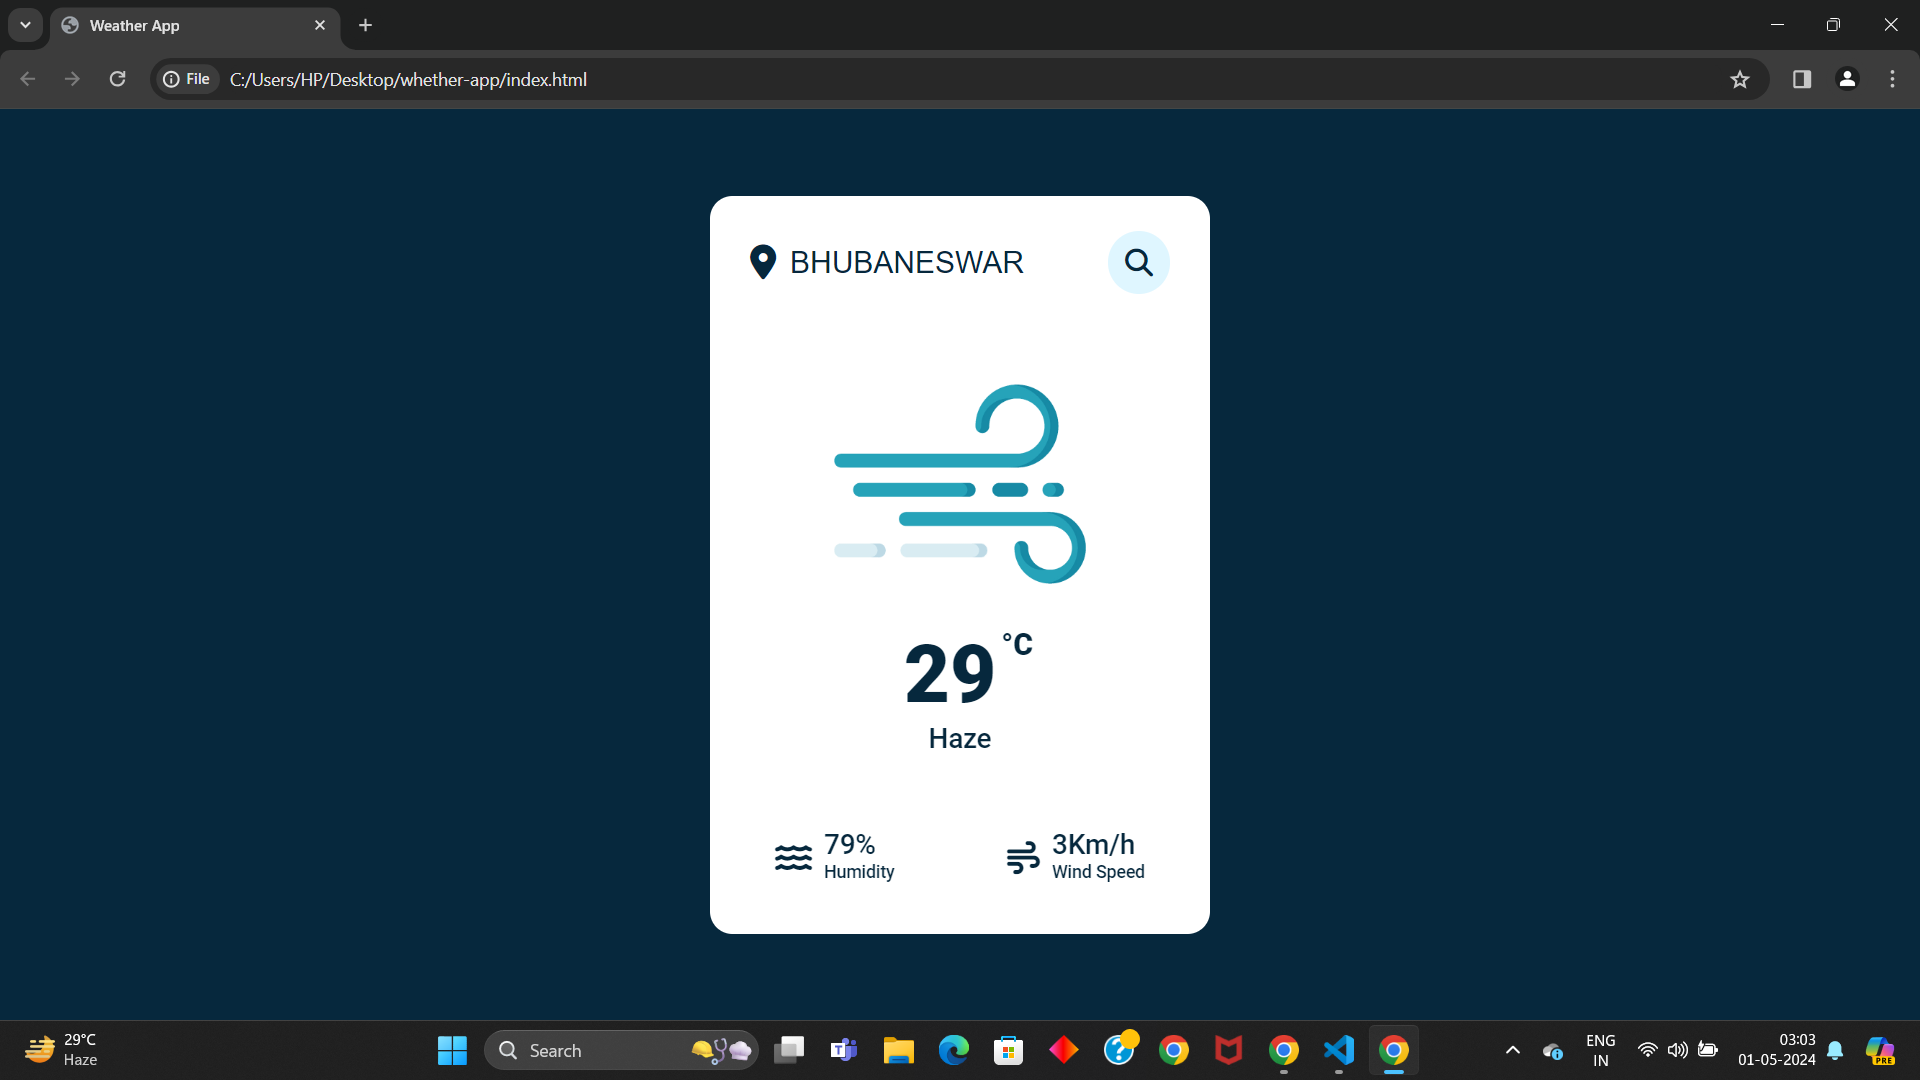 Weather App
File
C:/Users/HP/Desktop/whether-app/index.html
BHUBANESWAR
29 °C
Haze
79%
Humidity
3Km/h
Wind Speed
29°C
Haze
Search
T
?
ENG
IN
03:03
01-05-2024
PRE